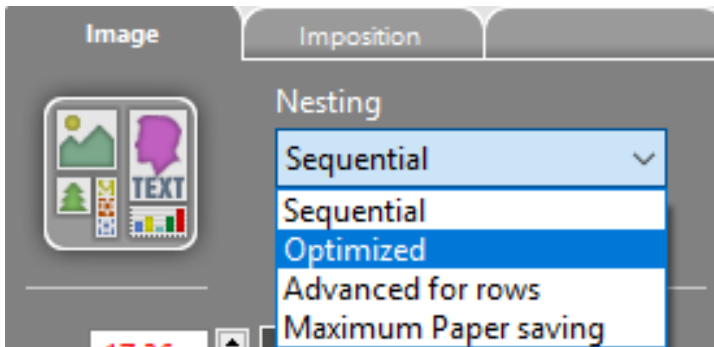 Image
Imposition
Nesting
Sequential
Sequential
Optimized
Advanced for rows
Maximum Paper saving
TEXT